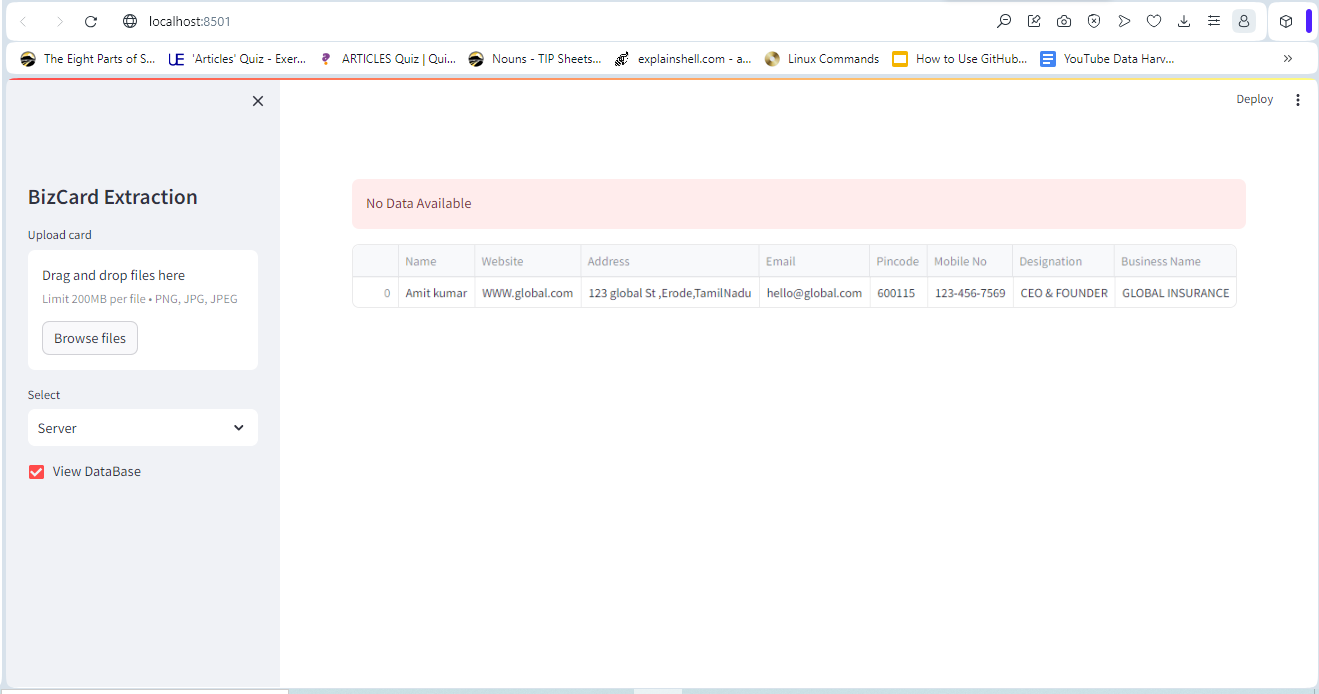 localhost:8501
The Eight Parts of S... 'Articles' Quiz - Exer... ARTICLES Quiz | Qui... Nouns - TIP Sheets... explainshell.com - a... Linux Commands How to Use GitHub... YouTube Data Harv... »
Deploy
BizCard Extraction
Upload card
Drag and drop files here
Limit 200MB per file • PNG, JPG, JPEG
Browse files
Select
Server
View DataBase
No Data Available
Name Website Address Email Pincode Mobile No Designation Business Name
0 Amit kumar WWW.global.com 123 global St ,Erode,TamilNadu hello@global.com 600115 123-456-7569 CEO & FOUNDER GLOBAL INSURANCE